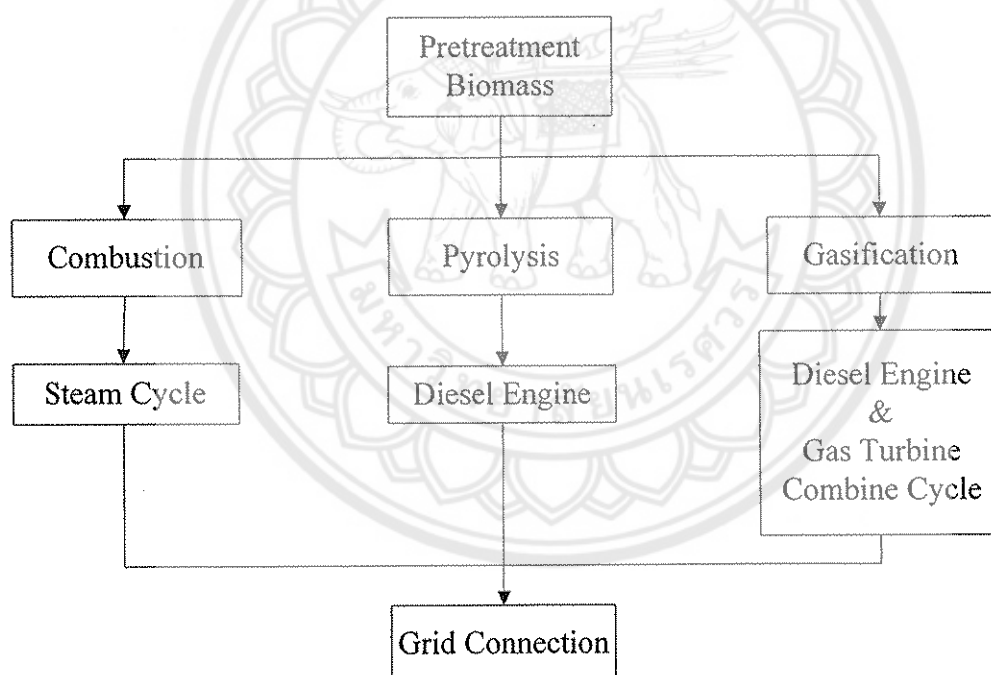 Pretreatment
Biomass
Combustion
Pyrolysis
Gasification
Steam Cycle
Diesel Engine
Diesel Engine
&
Gas Turbine
Combine Cycle
Grid Connection